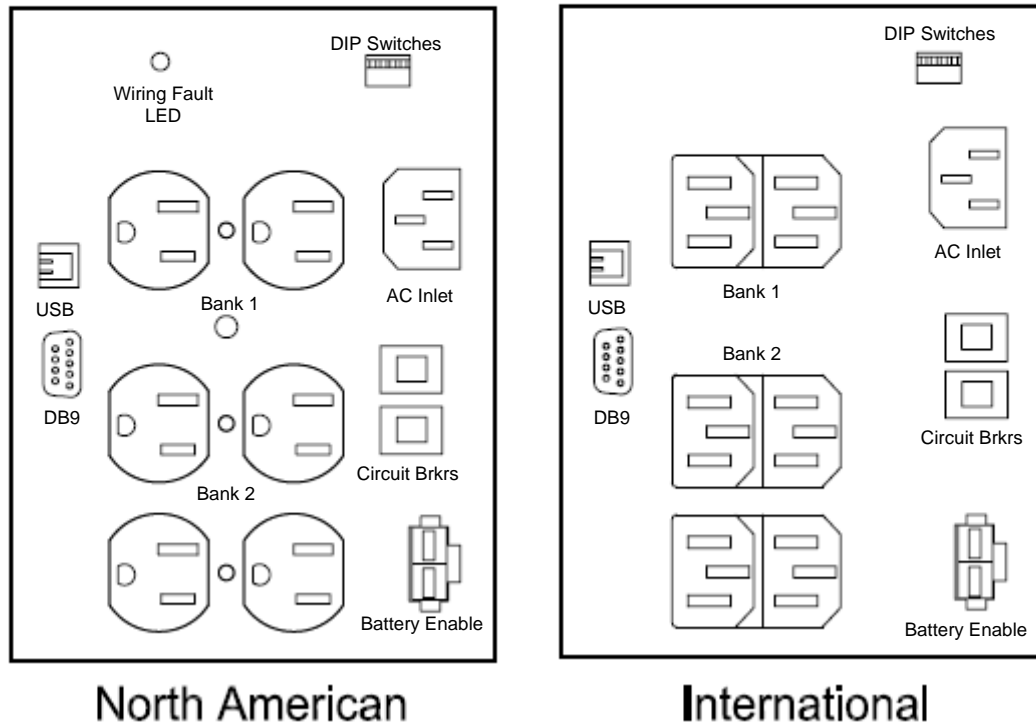 DIP Switches
Wiring Fault
LED
AC Inlet
USB
Bank 1
DB9
Circuit Brkrs
Bank 2
Battery Enable
North American
DIP Switches
AC Inlet
USB
Bank 1
Bank 2
DB9
Circuit Brkrs
Battery Enable
International